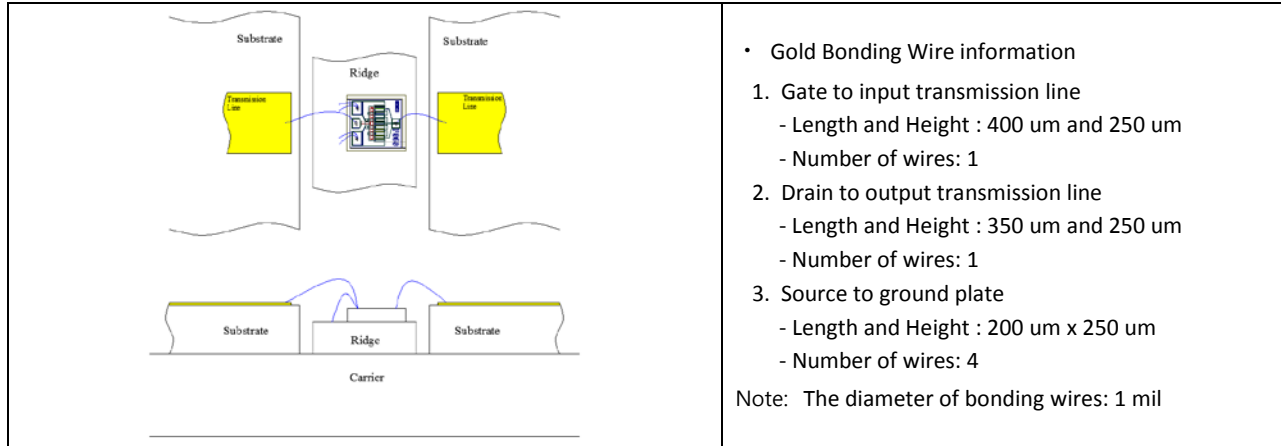 Substrate
Substrate
Ridge
Transmission
Line
Transmission
Line
Substrate
Ridge
Substrate
Carrier
・ Gold Bonding Wire information
1. Gate to input transmission line
- Length and Height : 400 um and 250 um
- Number of wires: 1
2. Drain to output transmission line
- Length and Height : 350 um and 250 um
- Number of wires: 1
3. Source to ground plate
- Length and Height : 200 um x 250 um
- Number of wires: 4
Note: The diameter of bonding wires: 1 mil